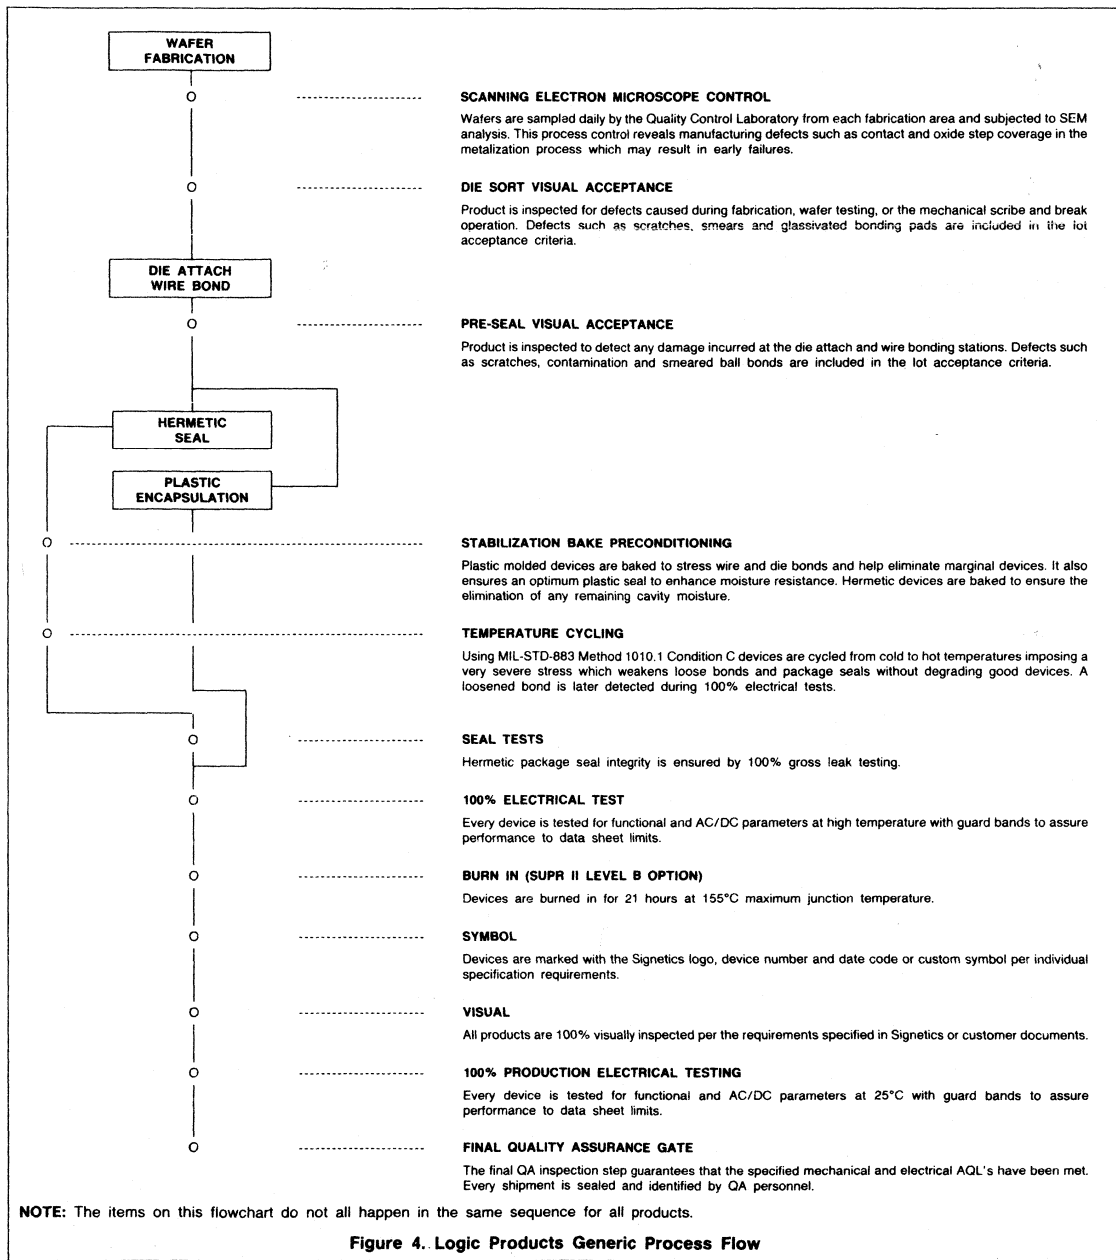 WAFER
FABRICATION
SCANNING ELECTRON MICROSCOPE CONTROL
Wafers are sampled daily by the Quality Control Laboratory from each fabrication area and subjected to SEM
analysis. This process control reveals manufacturing defects such as contact and oxide step coverage in the
metalization process which may result in early failures.
DIE SORT VISUAL ACCEPTANCE
Product is inspected for defects caused during fabrication, wafer testing, or the mechanical scribe and break
operation. Defects such as scratches, smears and glassivated bonding pads are included in the lot
acceptance criteria.
DIE ATTACH
WIRE BOND
PRE-SEAL VISUAL ACCEPTANCE
Product is inspected to detect any damage incurred at the die attach and wire bonding stations. Defects such
as scratches, contamination and smeared ball bonds are included in the lot acceptance criteria.
HERMETIC
SEAL
PLASTIC
ENCAPSULATION
STABILIZATION BAKE PRECONDITIONING
Plastic molded devices are baked to stress wire and die bonds and help eliminate marginal devices. It also
ensures an optimum plastic seal to enhance moisture resistance. Hermetic devices are baked to ensure the
elimination of any remaining cavity moisture.
TEMPERATURE CYCLING
Using MIL-STD-883 Method 1010.1 Condition C devices are cycled from cold to hot temperatures imposing a
very severe stress which weakens loose bonds and package seals without degrading good devices. A
loosened bond is later detected during 100% electrical tests.
SEAL TESTS
Hermetic package seal integrity is ensured by 100% gross leak testing.
100% ELECTRICAL TEST
Every device is tested for functional and AC/DC parameters at high temperature with guard bands to assure
performance to data sheet limits.
BURN IN (SUPR II LEVEL B OPTION)
Devices are burned in for 21 hours at 155°C maximum junction temperature.
SYMBOL
Devices are marked with the Signetics logo, device number and date code or custom symbol per individual
specification requirements.
VISUAL
All products are 100% visually inspected per the requirements specified in Signetics or customer documents.
100% PRODUCTION ELECTRICAL TESTING
Every device is tested for functional and AC/DC parameters at 25°C with guard bands to assure
performance to data sheet limits.
FINAL QUALITY ASSURANCE GATE
The final QA inspection step guarantees that the specified mechanical and electrical AQL's have been met.
Every shipment is sealed and identified by QA personnel.
NOTE: The items on this flowchart do not all happen in the same sequence for all products.
Figure 4. Logic Products Generic Process Flow